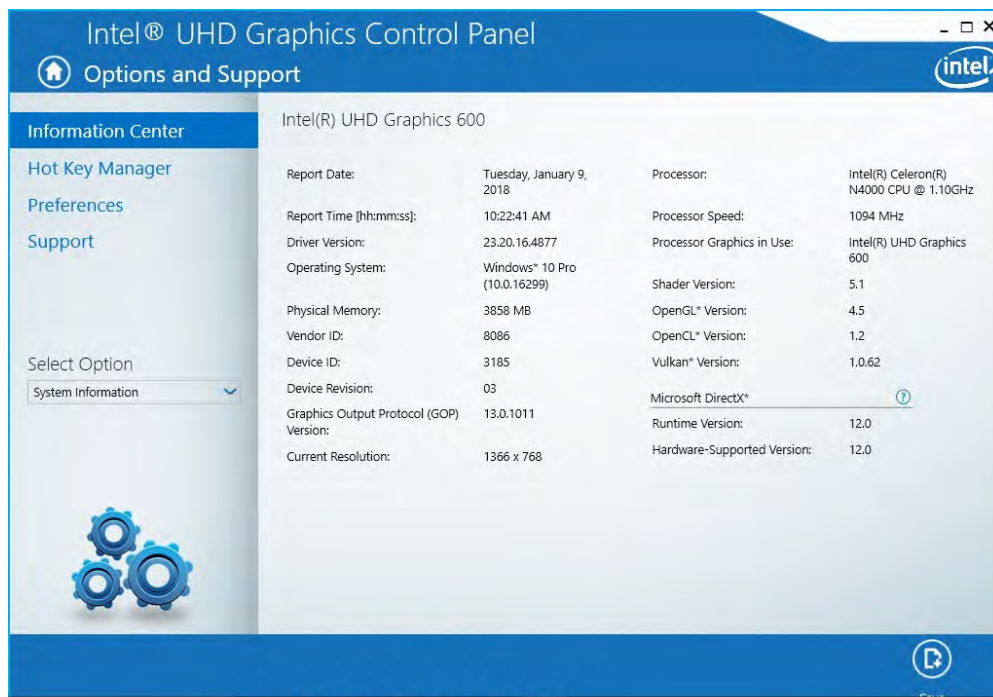 Intel® UHD Graphics Control Panel
Options and Support
intel
Information Center
Hot Key Manager
Preferences
Support
Select Option
System Information
Intel(R) UHD Graphics 600
Report Date: Tuesday, January 9,
2018
Report Time [hh:mm:ss]: 10:22:41 AM
Driver Version: 23.20.16.4877
Operating System: Windows* 10 Pro
(10.0.16299)
Physical Memory: 3858 MB
Vendor ID: 8086
Device ID: 3185
Device Revision: 03
Graphics Output Protocol (GOP) 13.0.1011
Version:
Current Resolution: 1366 x 768
Processor: Intel(R) Celeron(R)
N4000 CPU @ 1.10GHz
Processor Speed: 1094 MHz
Processor Graphics in Use: Intel(R) UHD Graphics
600
Shader Version: 5.1
OpenGL* Version: 4.5
OpenCL* Version: 1.2
Vulkan* Version: 1.0.62
Microsoft DirectX* ?
Runtime Version: 12.0
Hardware-Supported Version: 12.0